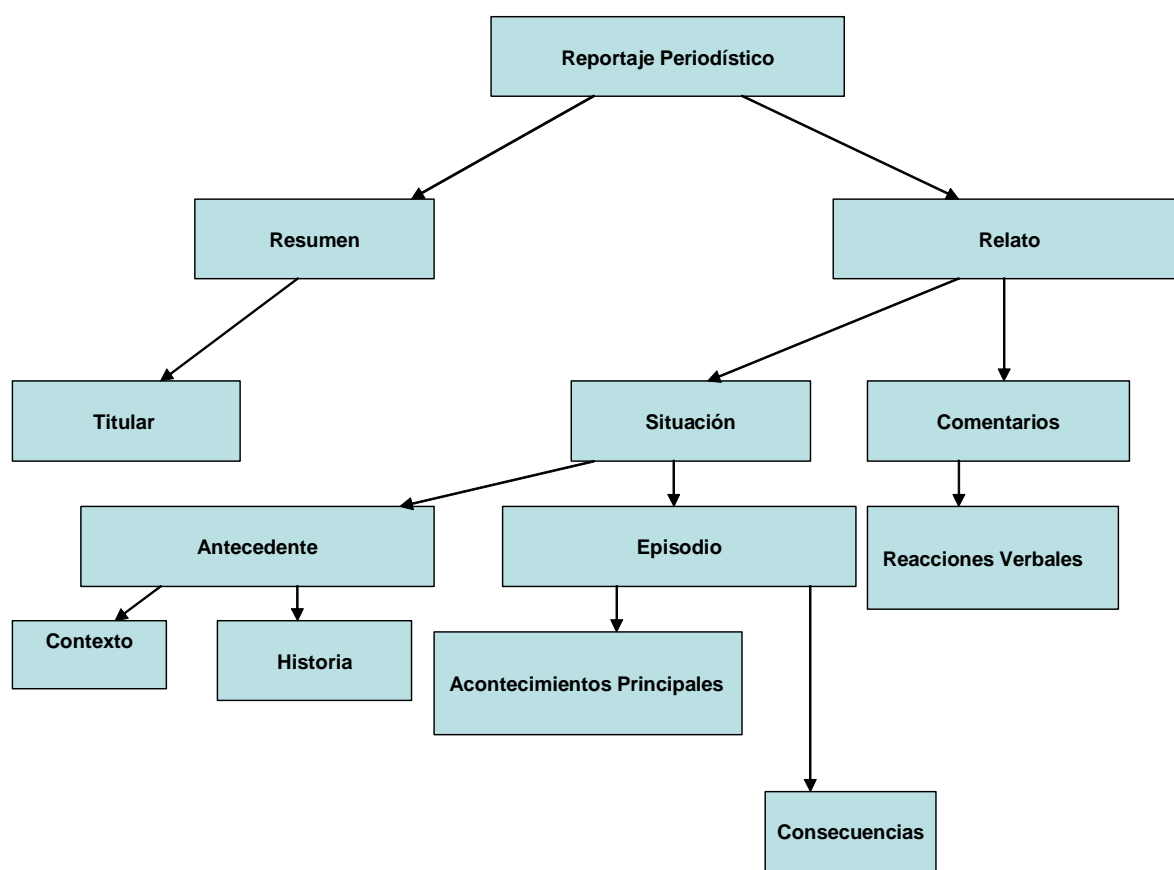 Reportaje Periodístico
Resumen
Relato
Titular
Situación
Comentarios
Antecedente
Episodio
Reacciones Verbales
Contexto
Historia
Acontecimientos Principales
Consecuencias